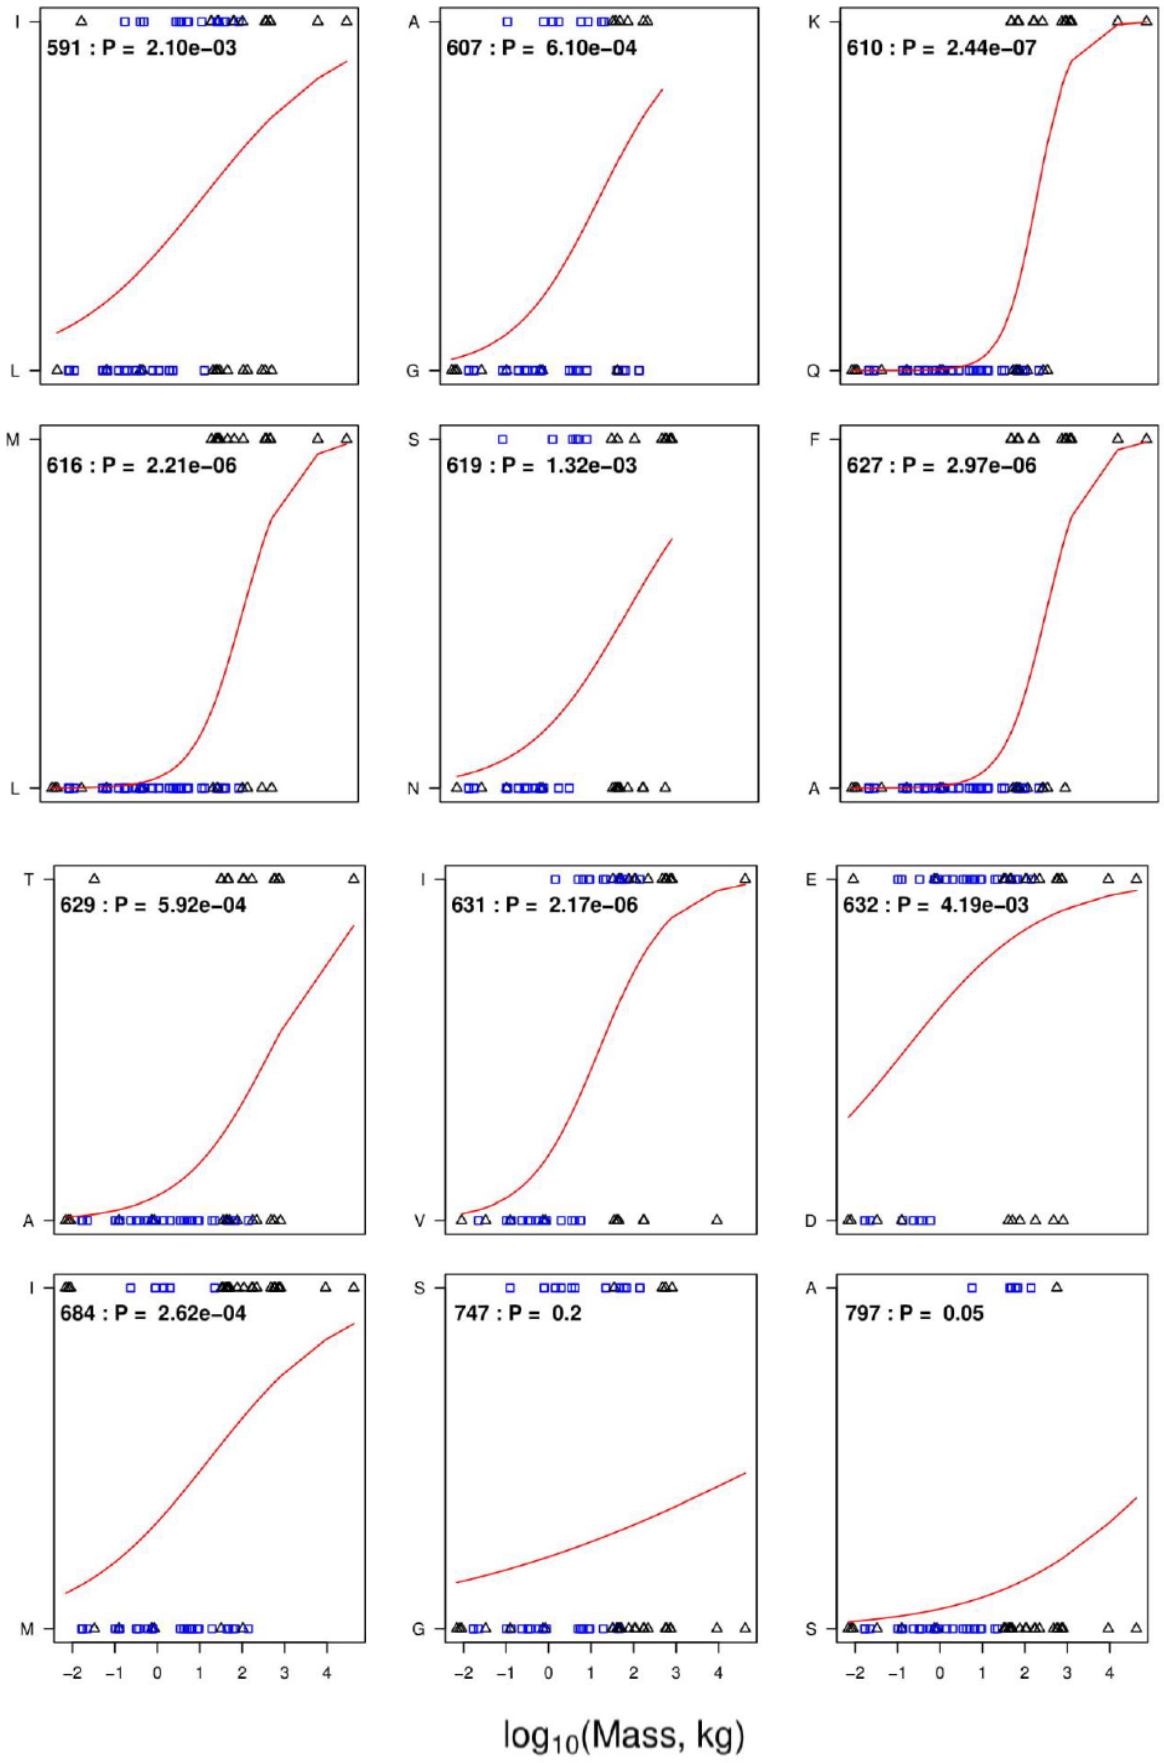 I
591 : P = 2.10e−03
L
A
607 : P = 6.10e−04
G
K
610 : P = 2.44e−07
Q
M
616 : P = 2.21e−06
L
S
619 : P = 1.32e−03
N
F
627 : P = 2.97e−06
A
T
629 : P = 5.92e−04
A
I
631 : P = 2.17e−06
V
E
632 : P = 4.19e−03
D
I
684 : P = 2.62e−04
M
−2 −1 0 1 2 3 4
S
747 : P = 0.2
G
−2 −1 0 1 2 3 4
A
797 : P = 0.05
S
−2 −1 0 1 2 3 4
log10(Mass, kg)